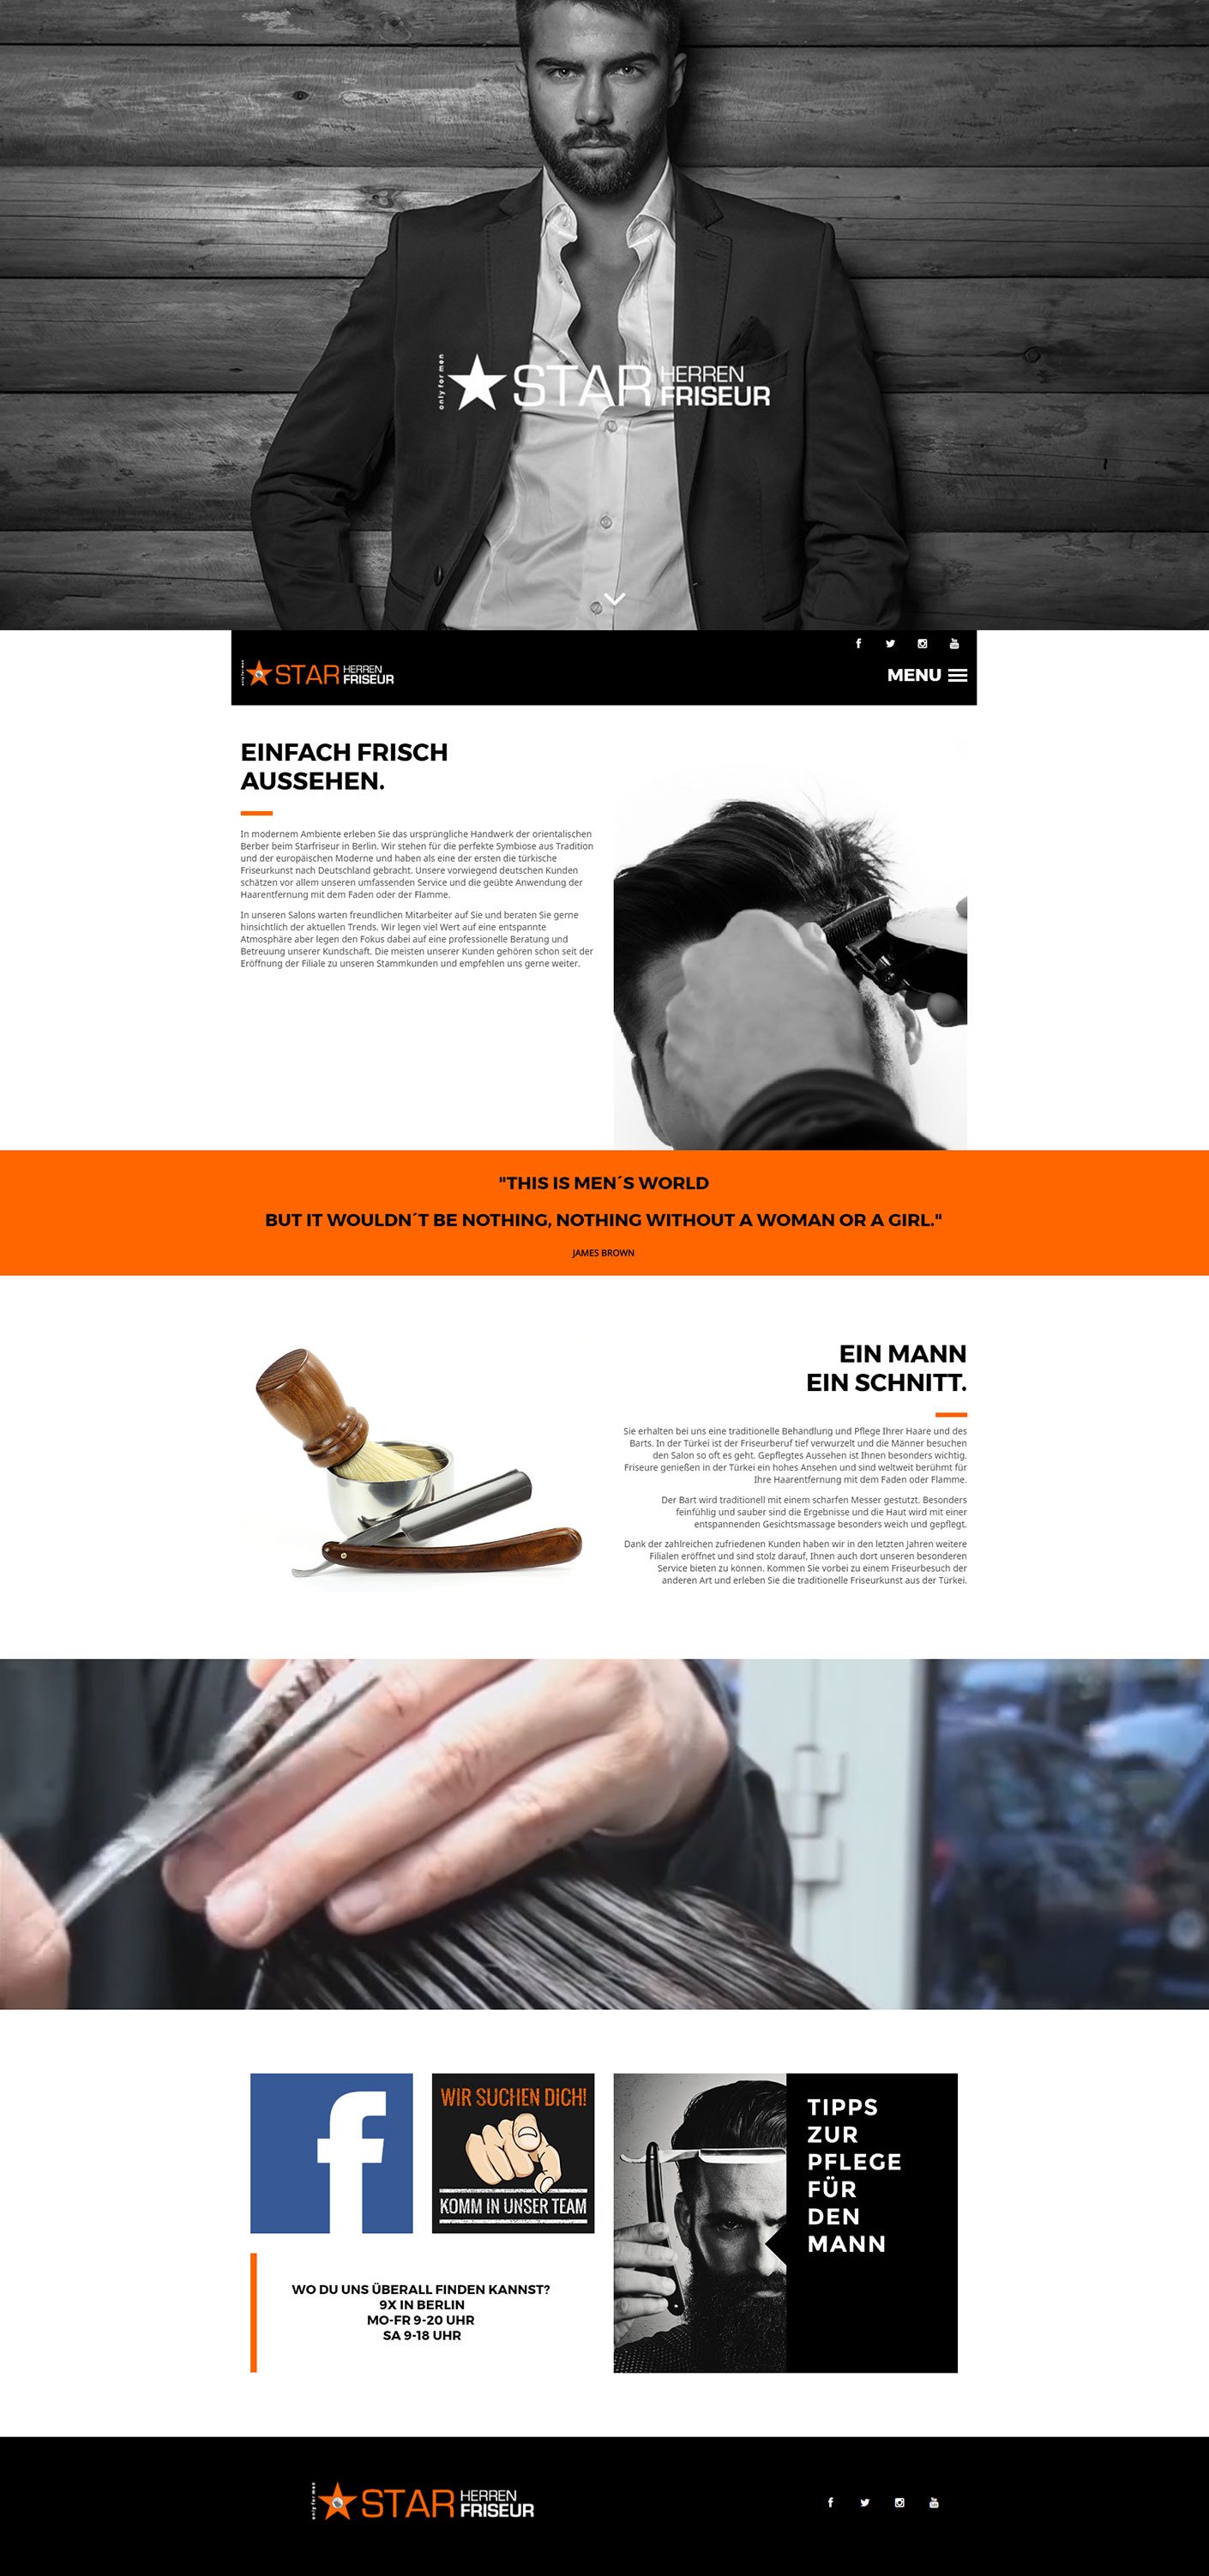 only for men
STAR HERREN
FRISEUR
only for men
STAR HERREN
FRISEUR
MENU
EINFACH FRISCH
AUSSEHEN.
In modernem Ambiente erleben Sie das ursprüngliche Handwerk der orientalischen
Berber beim Starfriseur in Berlin. Wir stehen für die perfekte Symbiose aus Tradition
und der europäischen Moderne und haben als eine der ersten die türkische
Friseurkunst nach Deutschland gebracht. Unsere vorwiegend deutschen Kunden
schätzen vor allem unseren umfassenden Service und die geübte Anwendung der
Haarentfernung mit dem Faden oder der Flamme.
In unseren Salons warten freundlichen Mitarbeiter auf Sie und beraten Sie gerne
hinsichtlich der aktuellen Trends. Wir legen viel Wert auf eine entspannte
Atmosphäre aber legen den Fokus dabei auf eine professionelle Beratung und
Betreuung unserer Kundschaft. Die meisten unserer Kunden gehören schon seit der
Eröffnung der Filiale zu unseren Stammkunden und empfehlen uns gerne weiter.
"THIS IS MEN´S WORLD
BUT IT WOULDN´T BE NOTHING, NOTHING WITHOUT A WOMAN OR A GIRL."
JAMES BROWN
EIN MANN
EIN SCHNITT.
Sie erhalten bei uns eine traditionelle Behandlung und Pflege Ihrer Haare und des
Barts. In der Türkei ist der Friseurberuf tief verwurzelt und die Männer besuchen
den Salon so oft es geht. Gepflegtes Aussehen ist Ihnen besonders wichtig.
Friseure genießen in der Türkei ein hohes Ansehen und sind weltweit berühmt für
Ihre Haarentfernung mit dem Faden oder Flamme.
Der Bart wird traditionell mit einem scharfen Messer gestutzt. Besonders
feinfühlig und sauber sind die Ergebnisse und die Haut wird mit einer
entspannenden Gesichtsmassage besonders weich und gepflegt.
Dank der zahlreichen zufriedenen Kunden haben wir in den letzten Jahren weitere
Filialen eröffnet und sind stolz darauf, Ihnen auch dort unseren besonderen
Service bieten zu können. Kommen Sie vorbei zu einem Friseurbesuch der
anderen Art und erleben Sie die traditionelle Friseurkunst aus der Türkei.
WIR SUCHEN DICH!
KOMM IN UNSER TEAM
WO DU UNS ÜBERALL FINDEN KANNST?
9X IN BERLIN
MO-FR 9-20 UHR
SA 9-18 UHR
TIPPS
ZUR
PFLEGE
FÜR
DEN
MANN
only for men
STAR HERREN
FRISEUR